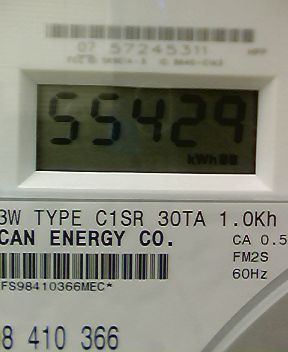 07 57245311
55429
kWh
3W TYPE C1SR 30TA 1.0Kh
CAN ENERGY CO.
CA 0.5
FM2S
60Hz
FS98410366MEC*
98 410 366